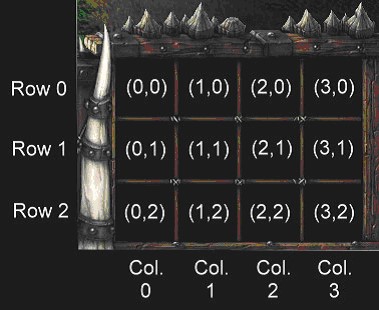 Row 0 (0,0) (1,0) (2,0) (3,0)
Row 1 (0,1) (1,1) (2,1) (3,1)
Row 2 (0,2) (1,2) (2,2) (3,2)
Col. Col. Col. Col.
0 1 2 3